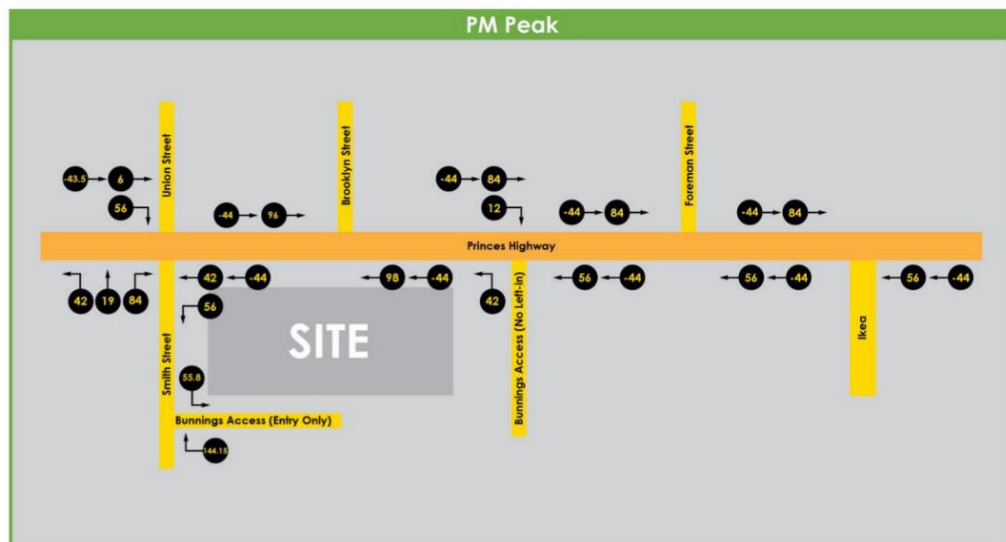 PM Peak
Union Street
Brooklyn Street
Foreman Street
-43.5 6
-44 84
56
12
-44 96
-44 84
-44 84
Princes Highway
42 -44
98 -44
56 -44
56 -44
56 -44
42 19 84
56
42
SITE
Smith Street
Bunnings Access (No Left-in)
Ikea
55.8
Bunnings Access (Entry Only)
144.15